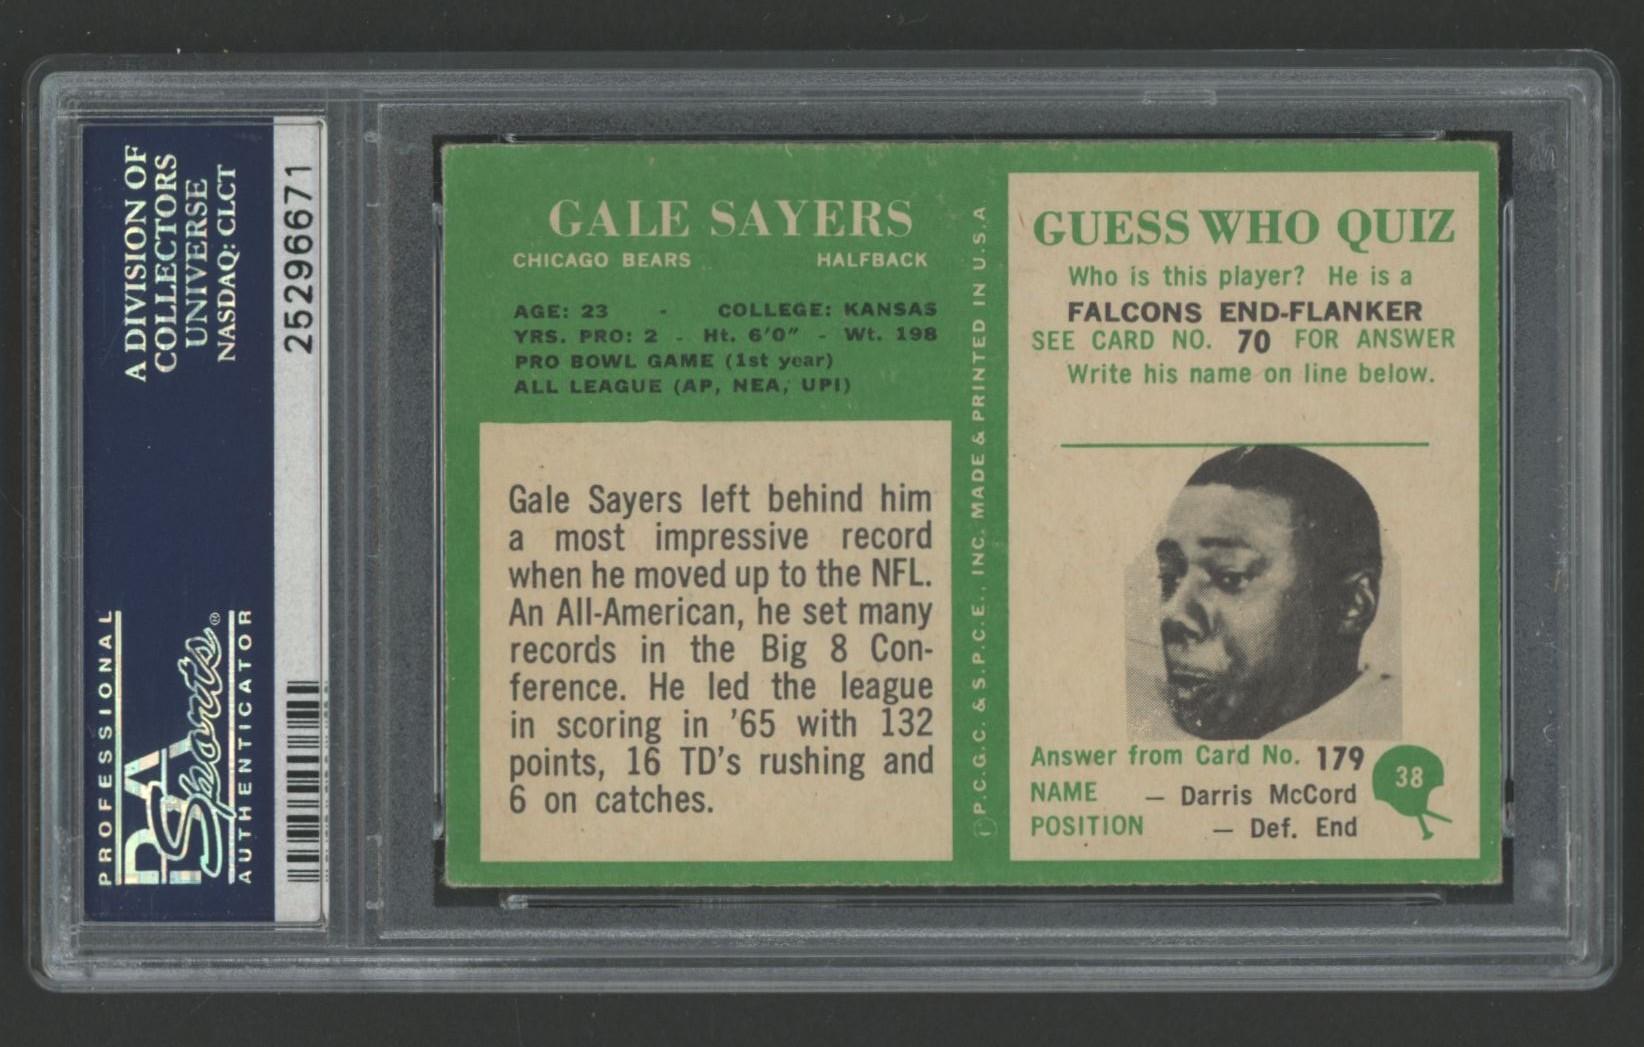 A DIVISION OF
COLLECTORS
UNIVERSE
NASDAQ: CLCT
25296671
PROFESSIONAL
PSA
Sports®
AUTHENTICATOR
GALE SAYERS
CHICAGO BEARS HALFBACK
AGE: 23 - COLLEGE: KANSAS
YRS. PRO: 2 - Ht. 6'0" - Wt. 198
PRO BOWL GAME (1st year)
ALL LEAGUE (AP, NEA, UPI)
Gale Sayers left behind him
a most impressive record
when he moved up to the NFL.
An All-American, he set many
records in the Big 8 Con-
ference. He led the league
in scoring in '65 with 132
points, 16 TD's rushing and
6 on catches.
Ⓟ P.C.G.C. & S.P.C.E., INC. MADE & PRINTED IN U.S.A
GUESS WHO QUIZ
Who is this player? He is a
FALCONS END-FLANKER
SEE CARD NO. 70 FOR ANSWER
Write his name on line below.
Answer from Card No. 179
NAME — Darris McCord
POSITION — Def. End
38